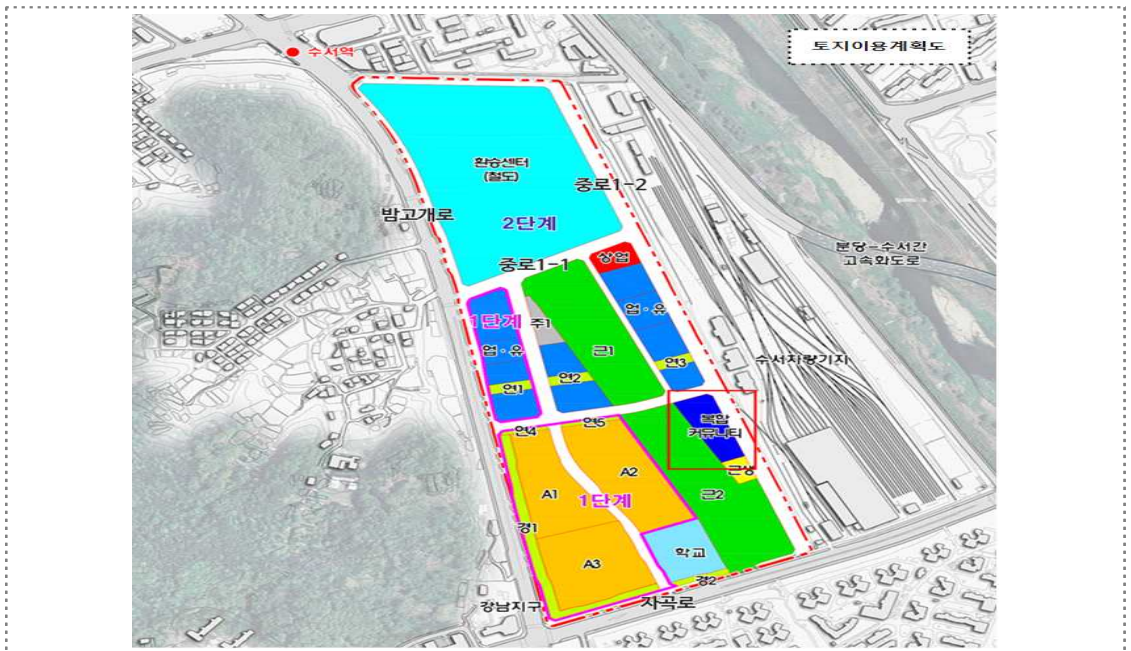 토지이용계획도
수서역
환승센터
(철도)
중로1-2
밤고개로
2단계
분당-수서간
고속화도로
중로1-1
상업
1단계
주1
업·유
업·유
근1
연3
수서차량기지
연1
연2
연4
연5
복합
커뮤니티
근생
A1
A2
1단계
근2
경1
학교
A3
경2
강남지구
자곡로